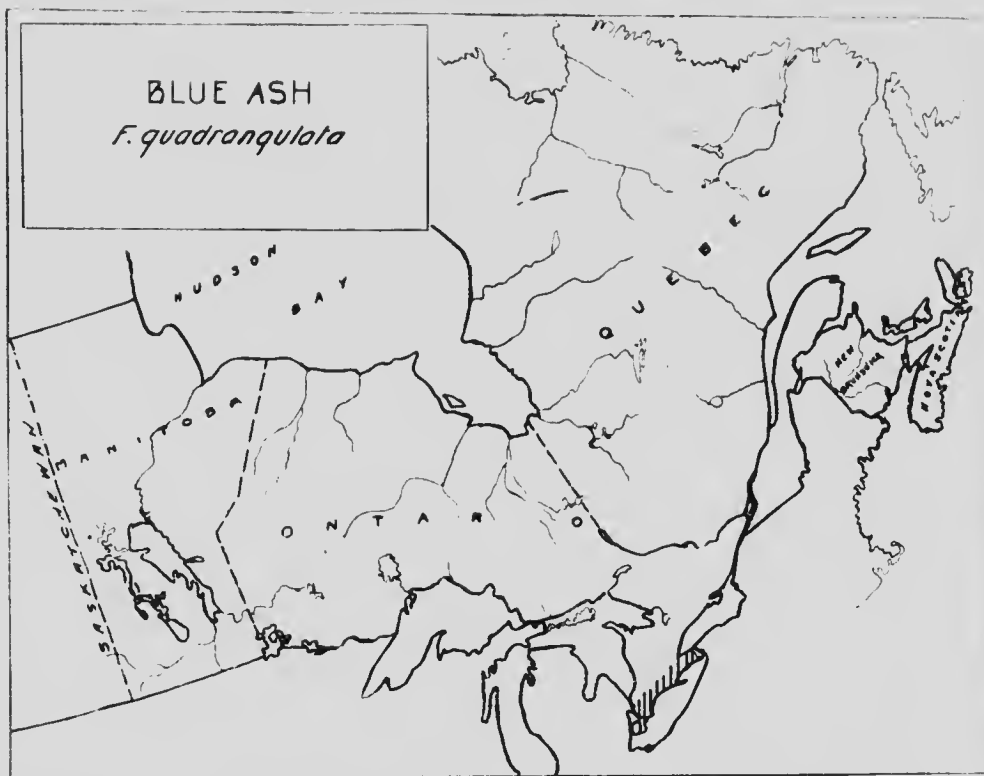 BLUE ASH
F. quadrangulata
HUDSON
BAY
QUEBEC
MANITOBA
SASKATCHEWAN
ONTARIO
NEW
BRUNSWICK
NOVA SCOTIA